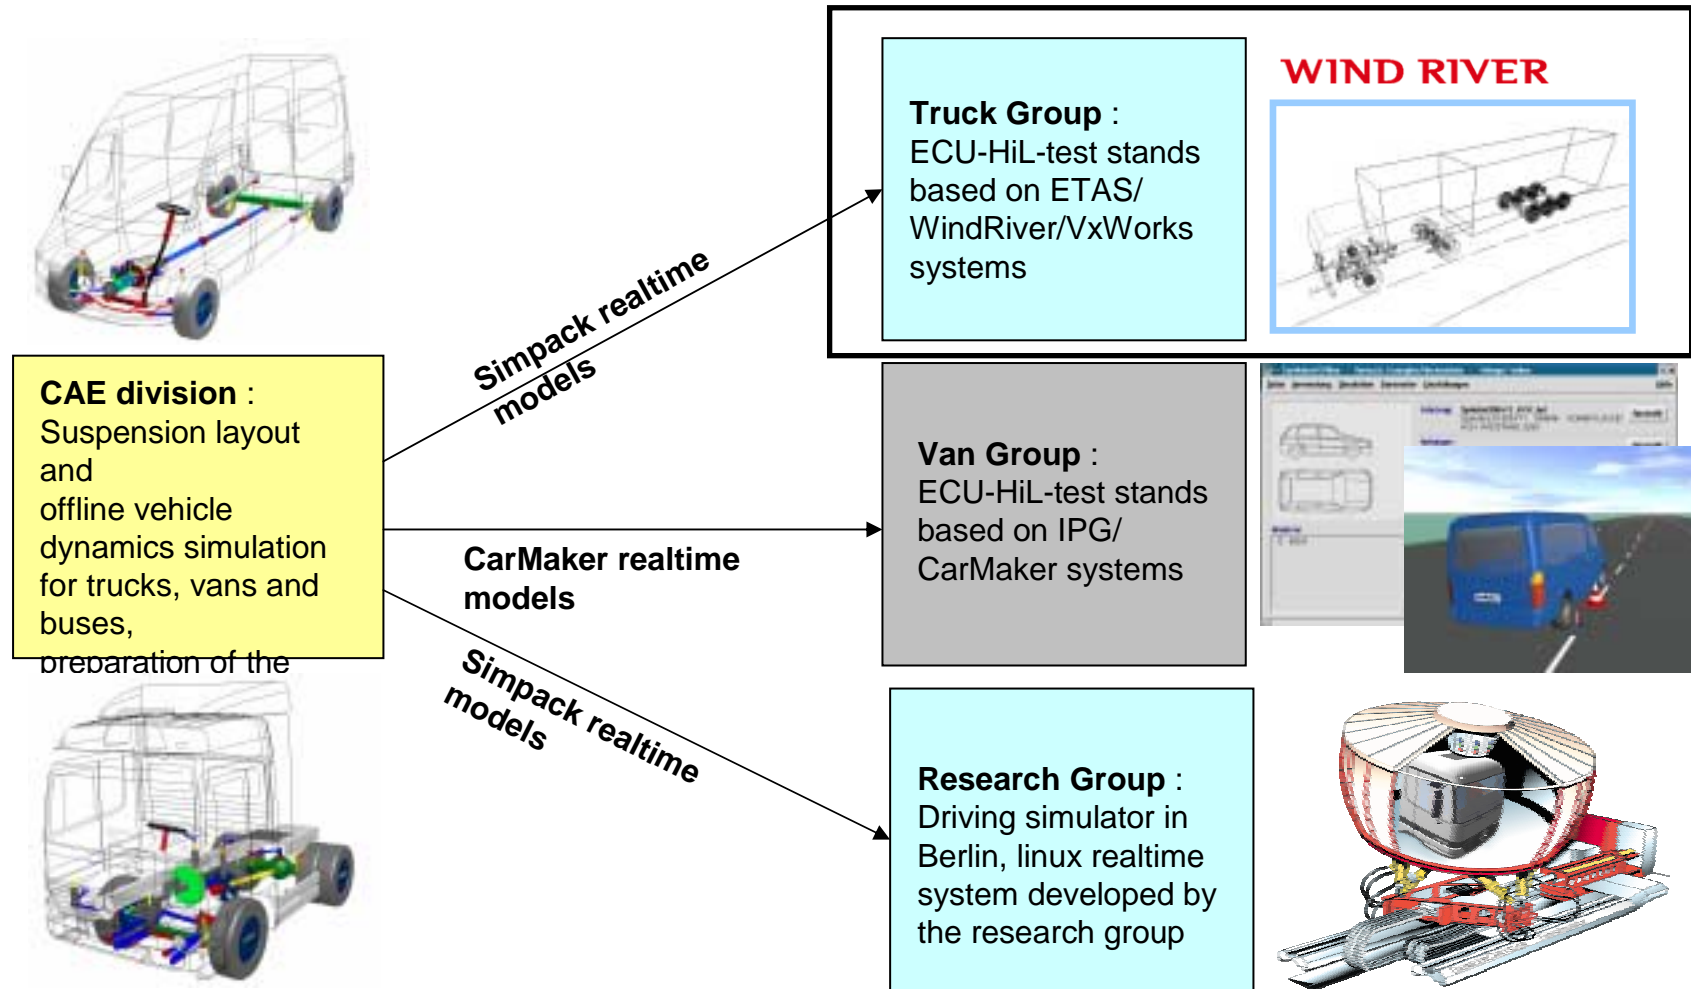 WIND RIVER
Truck Group :
ECU-HiL-test stands
based on ETAS/
WindRiver/VxWorks
systems
Simpack realtime
models
CAE division :
Suspension layout
and
offline vehicle
dynamics simulation
for trucks, vans and
buses,
preparation of the
CarMaker realtime
models
Van Group :
ECU-HiL-test stands
based on IPG/
CarMaker systems
Simpack realtime
models
Research Group :
Driving simulator in
Berlin, linux realtime
system developed by
the research group